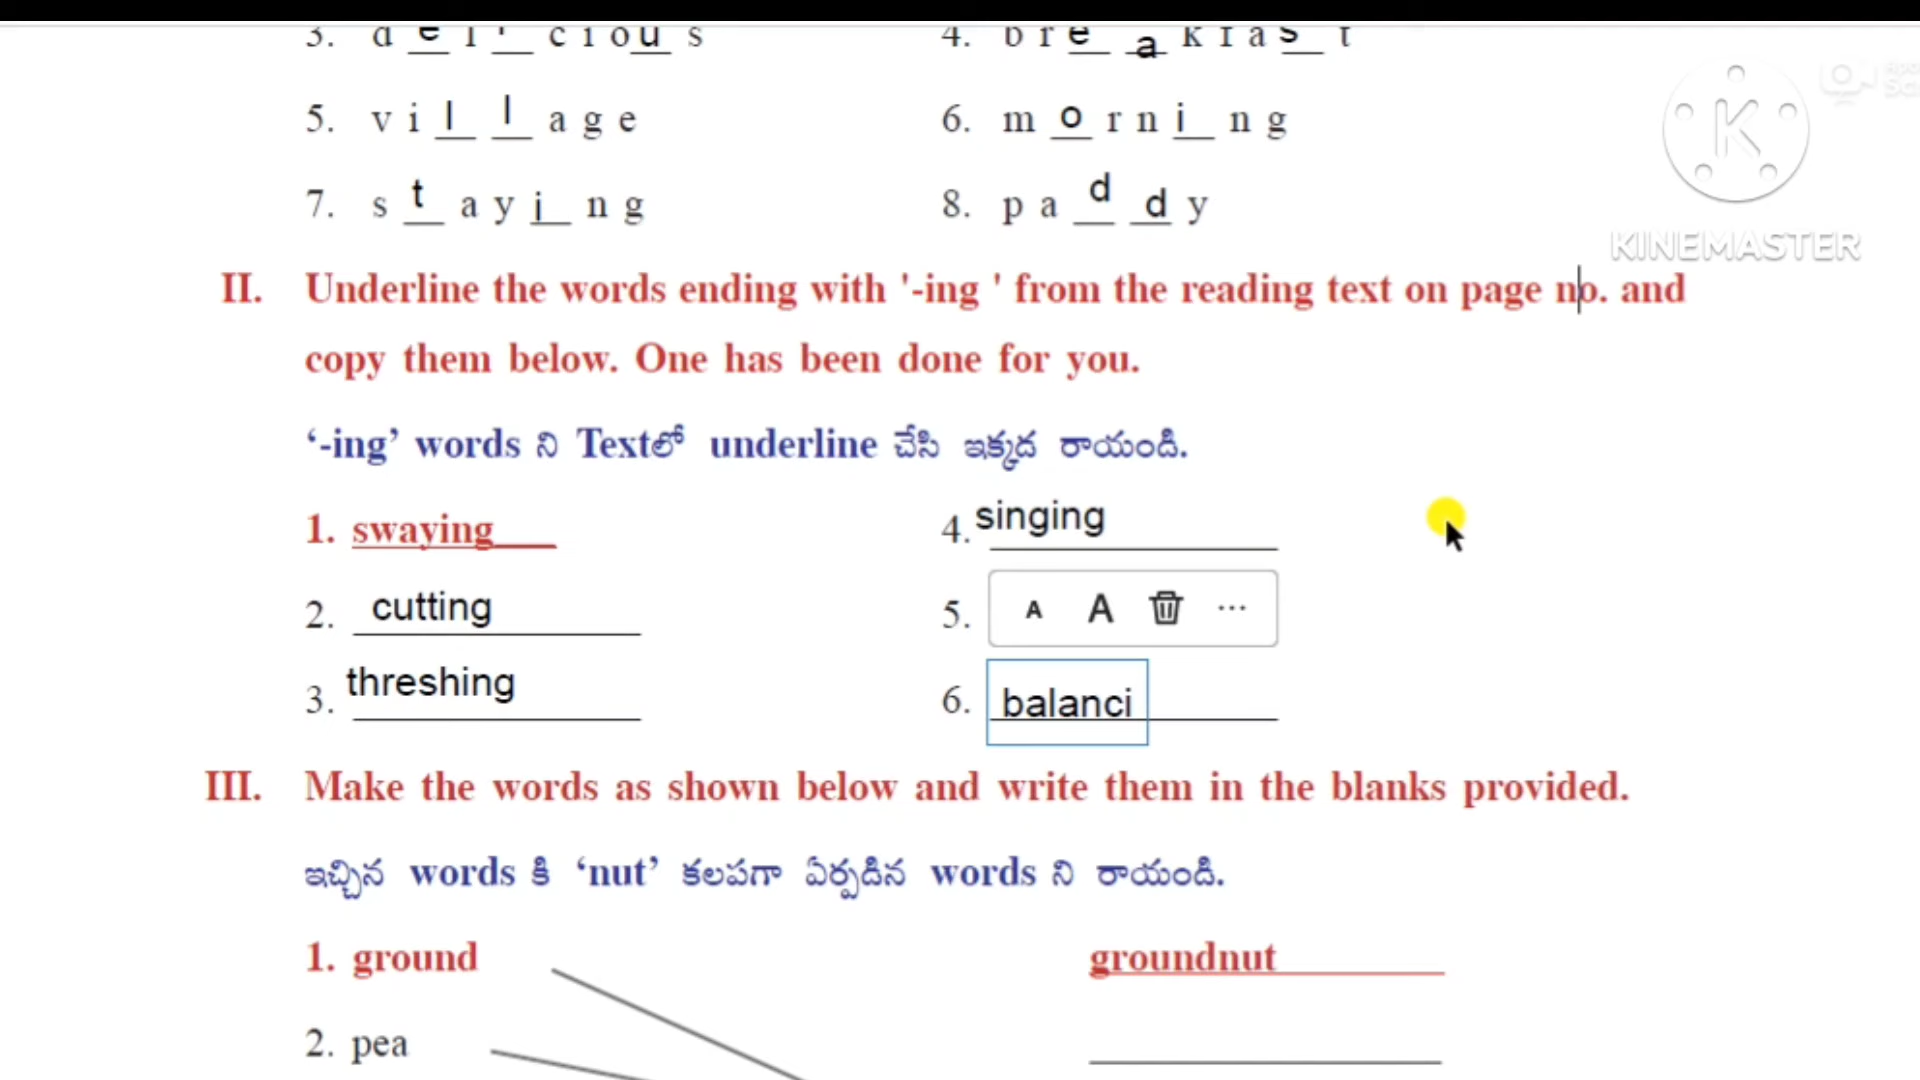 3. d e l i c i o u s 4. b r e a k f a s t
5. v i l l a g e 6. m o r n i n g
7. s t a y i n g 8. p a d d y
KINEMASTER
II. Underline the words ending with '-ing ' from the reading text on page no. and
copy them below. One has been done for you.
‘-ing’ words ని Textలో underline చేసి ఇక్కడ రాయండి.
1. swaying 4. singing
2. cutting 5. A A ...
3. threshing 6. balanci
III. Make the words as shown below and write them in the blanks provided.
ఇచ్చిన words కి ‘nut’ కలపగా ఏర్పడిన words ని రాయండి.
1. ground groundnut
2. pea